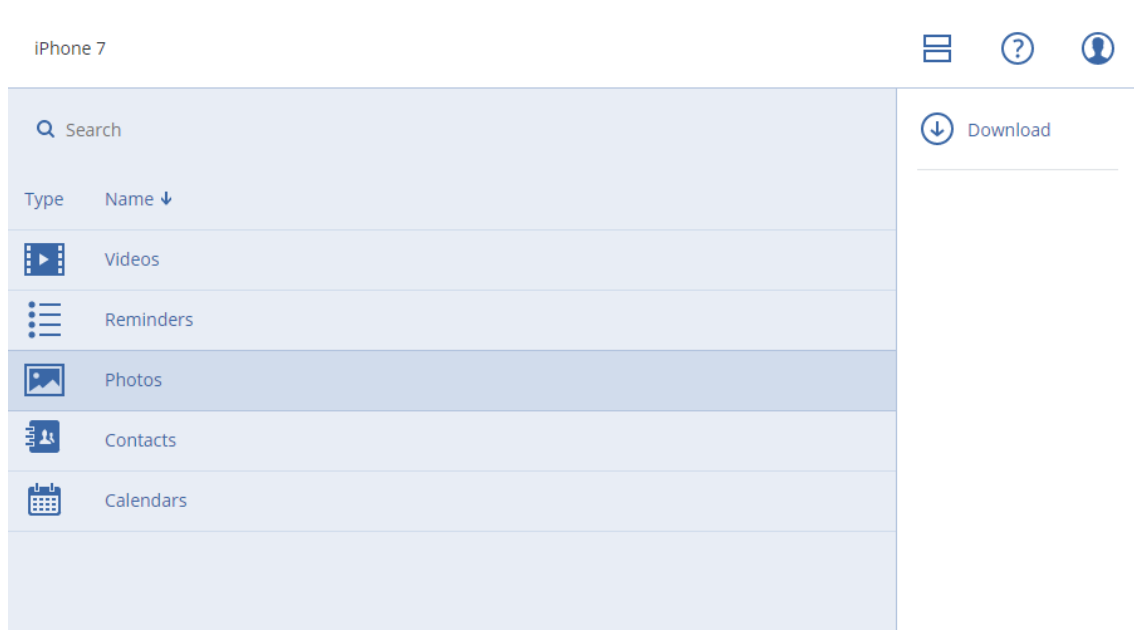 iPhone 7
Search
Download
Type Name
Videos
Reminders
Photos
Contacts
Calendars